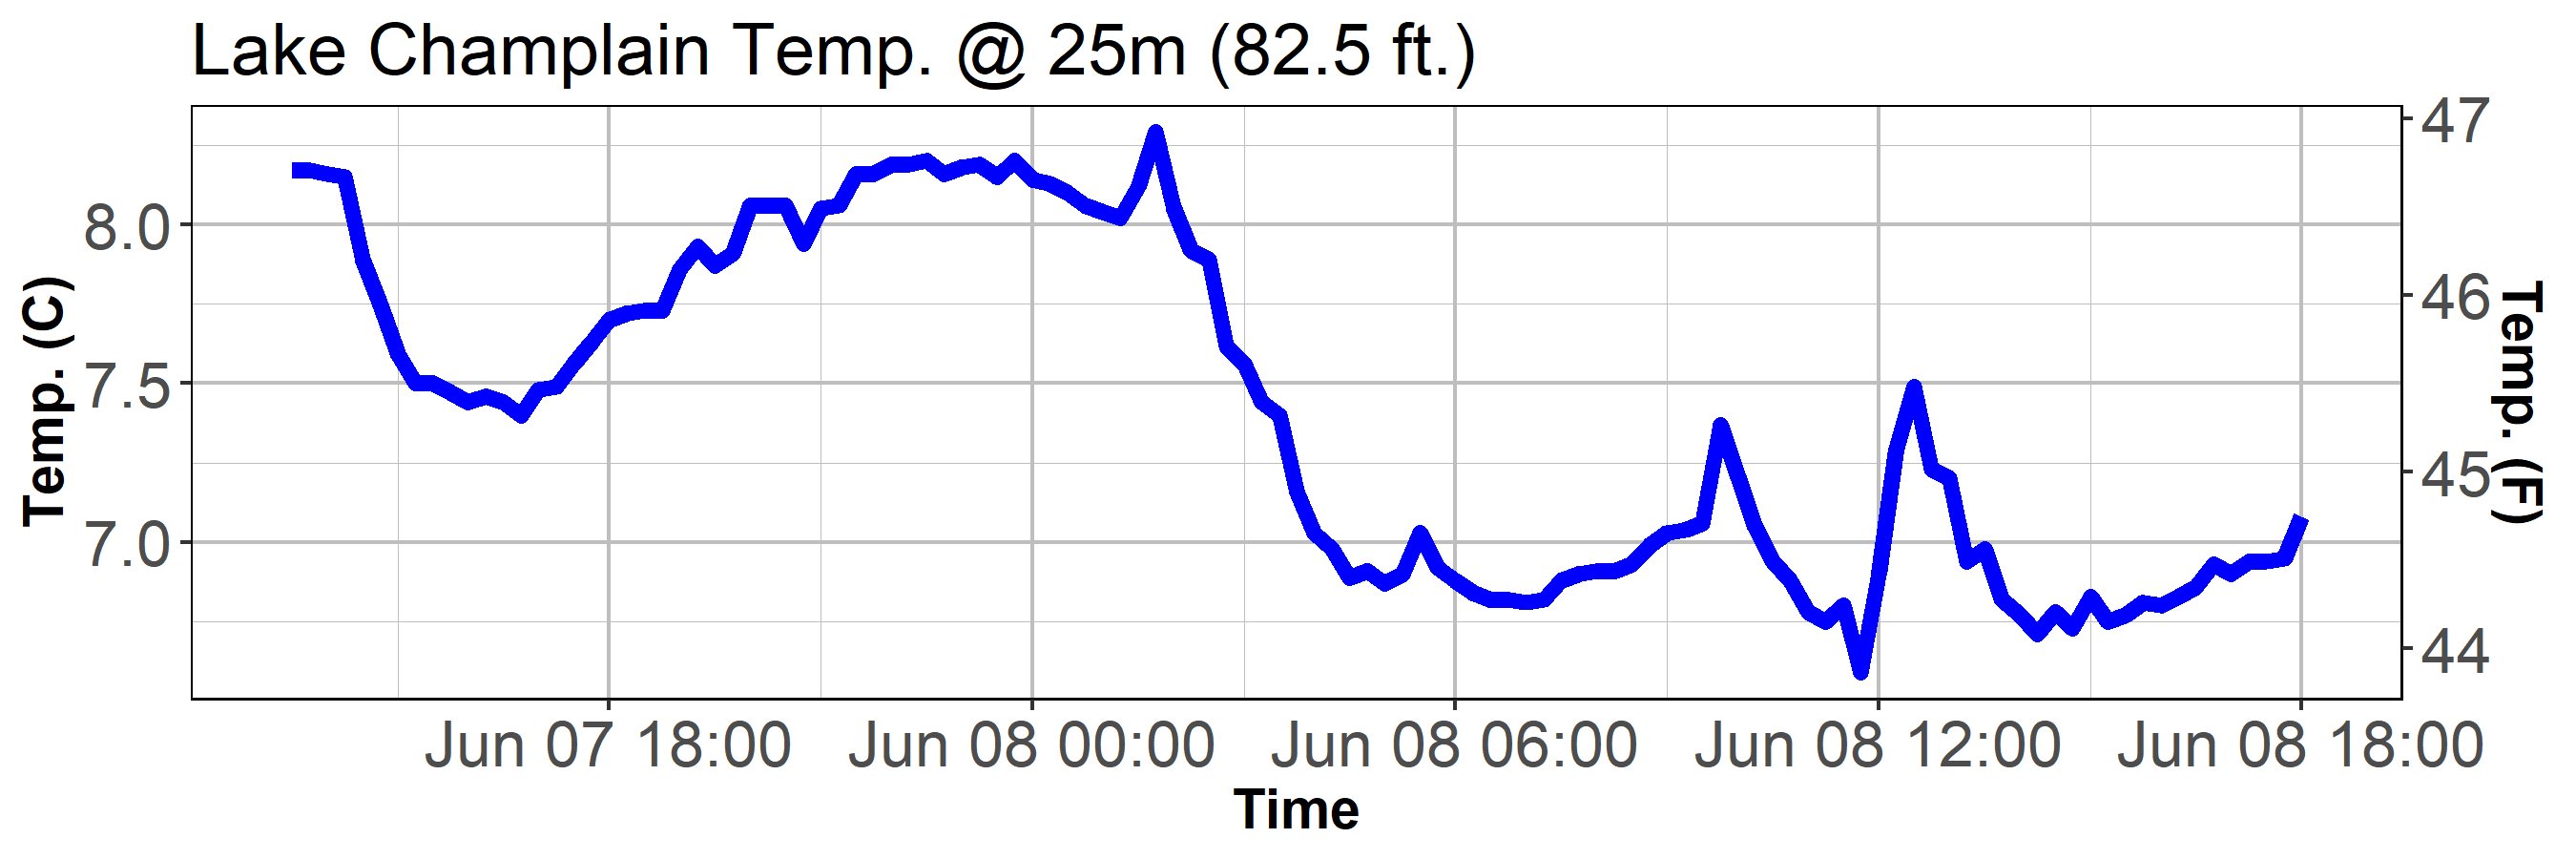 Lake Champlain Temp. @ 25m (82.5 ft.)
Temp. (C)
8.0
7.5
7.0
47
46
45
44
Temp. (F)
Jun 07 18:00 Jun 08 00:00 Jun 08 06:00 Jun 08 12:00 Jun 08 18:00
Time